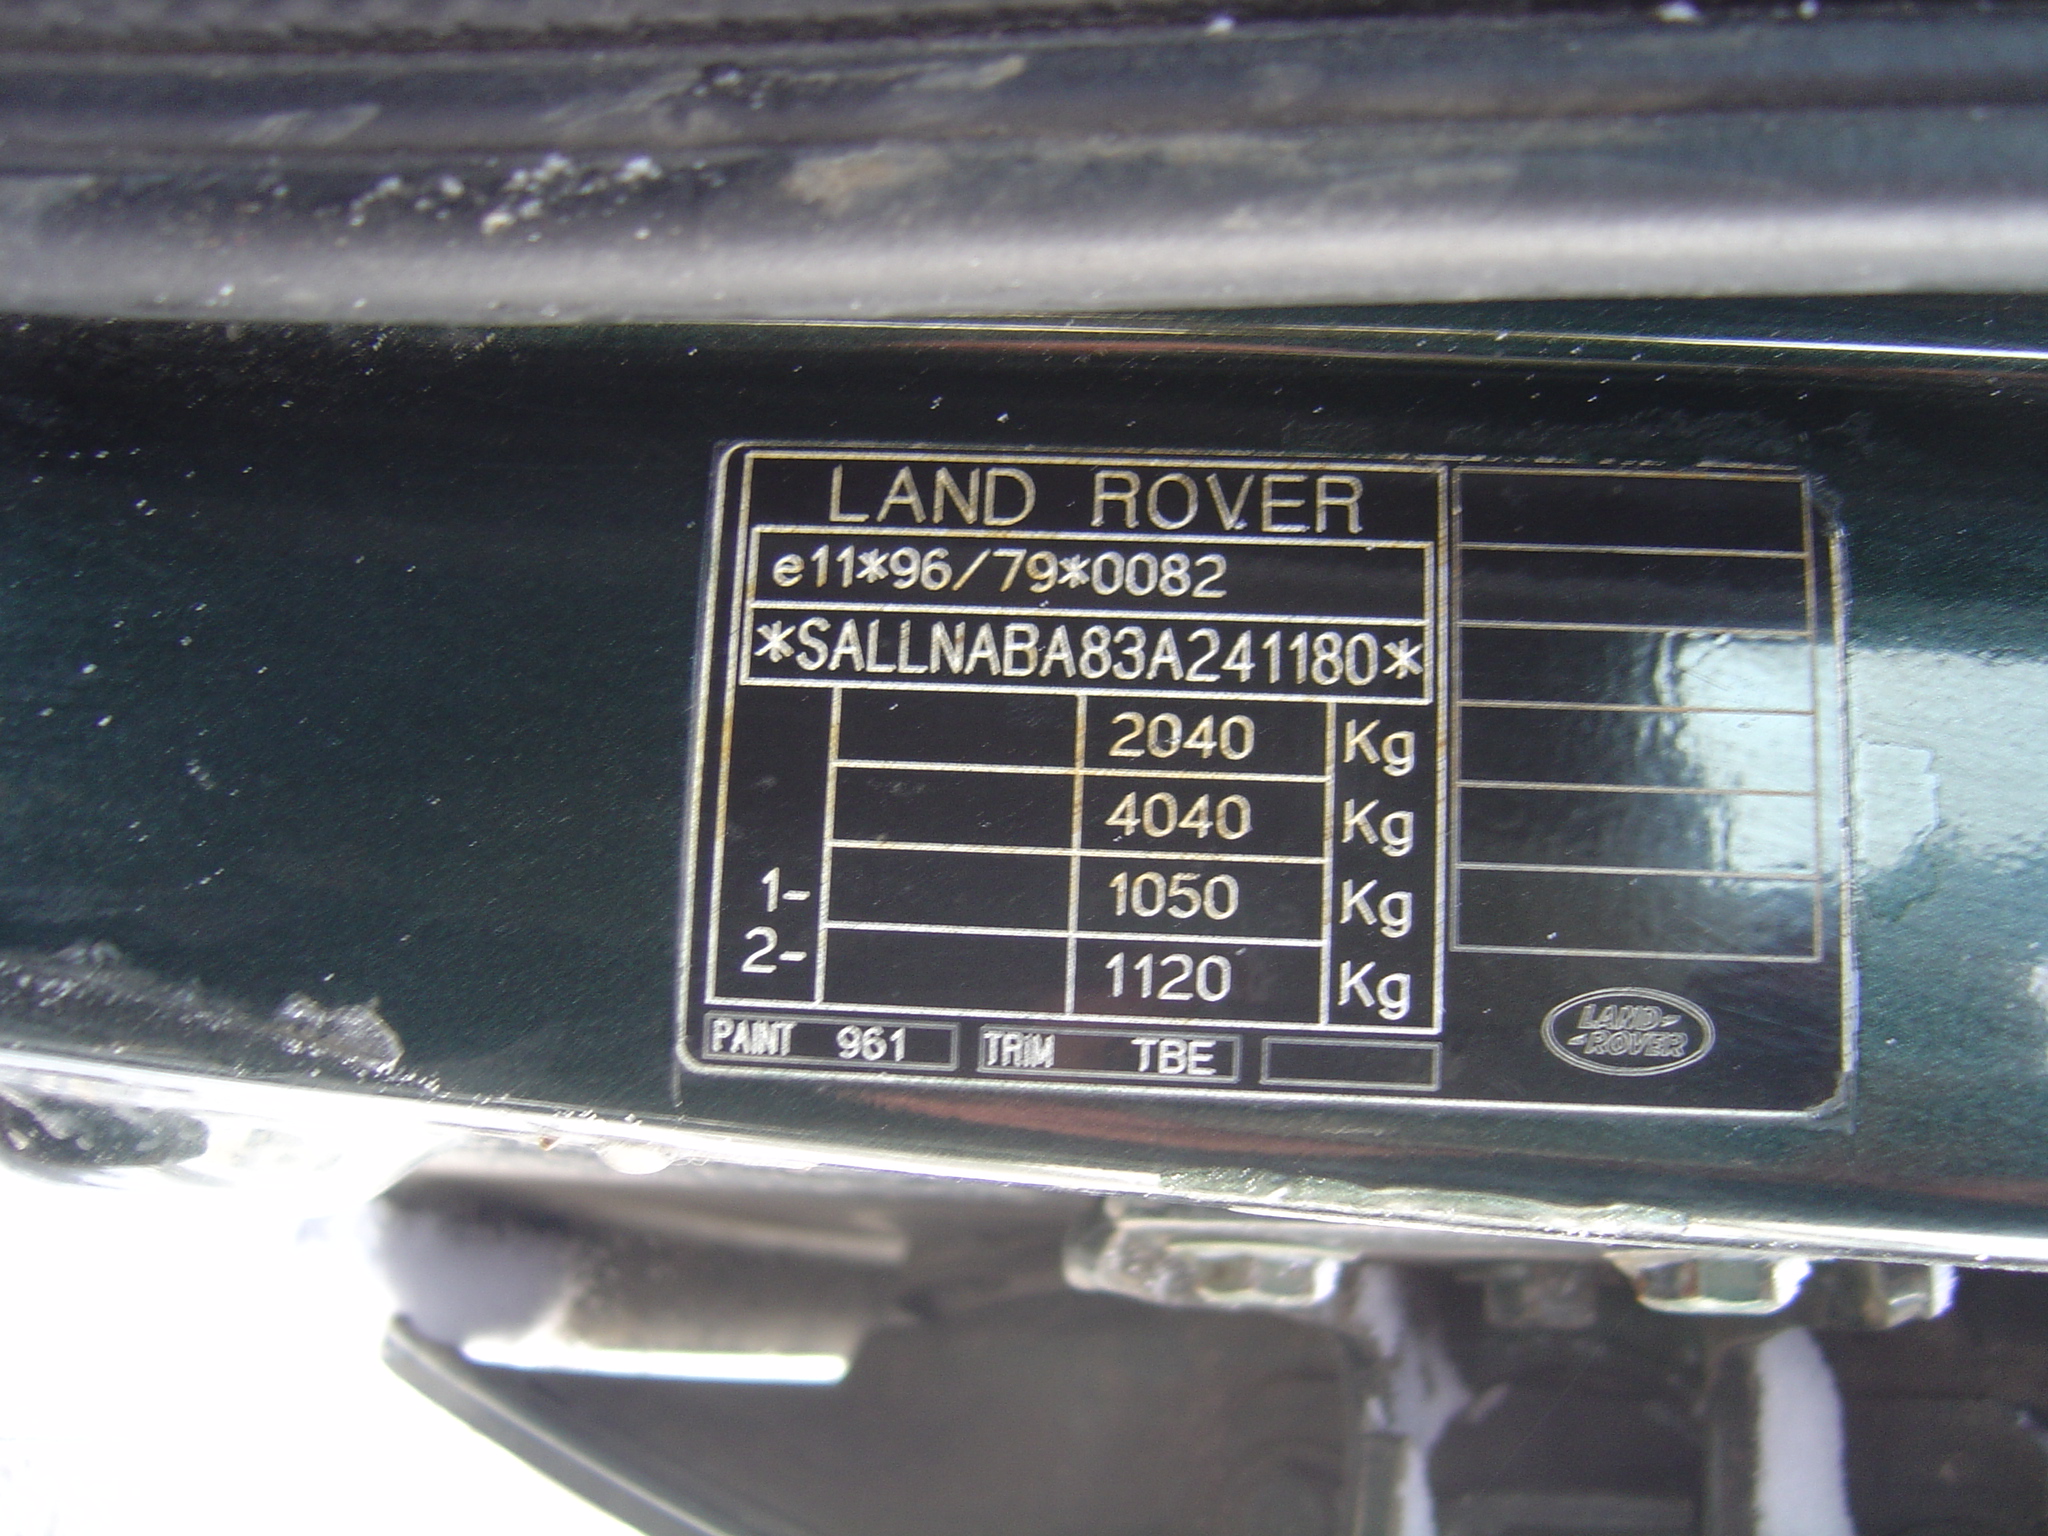 LAND ROVER
e11*96/79*0082
*SALLNABA83A241180*
2040 Kg
4040 Kg
1- 1050 Kg
2- 1120 Kg
PAINT 961 TRIM TBE
LAND-
-ROVER